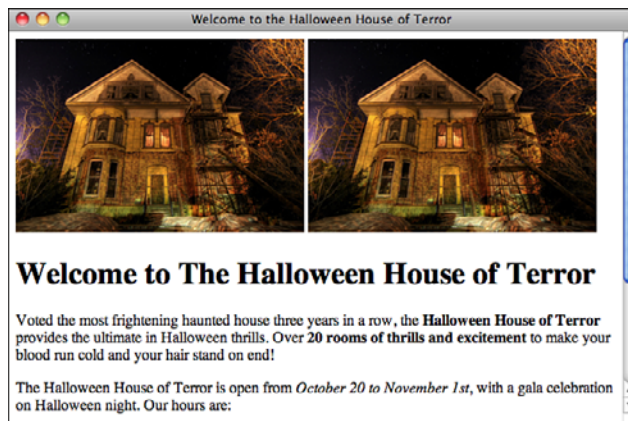 Welcome to the Halloween House of Terror
Welcome to The Halloween House of Terror
Voted the most frightening haunted house three years in a row, the Halloween House of Terror
provides the ultimate in Halloween thrills. Over 20 rooms of thrills and excitement to make your
blood run cold and your hair stand on end!
The Halloween House of Terror is open from October 20 to November 1st, with a gala celebration
on Halloween night. Our hours are: